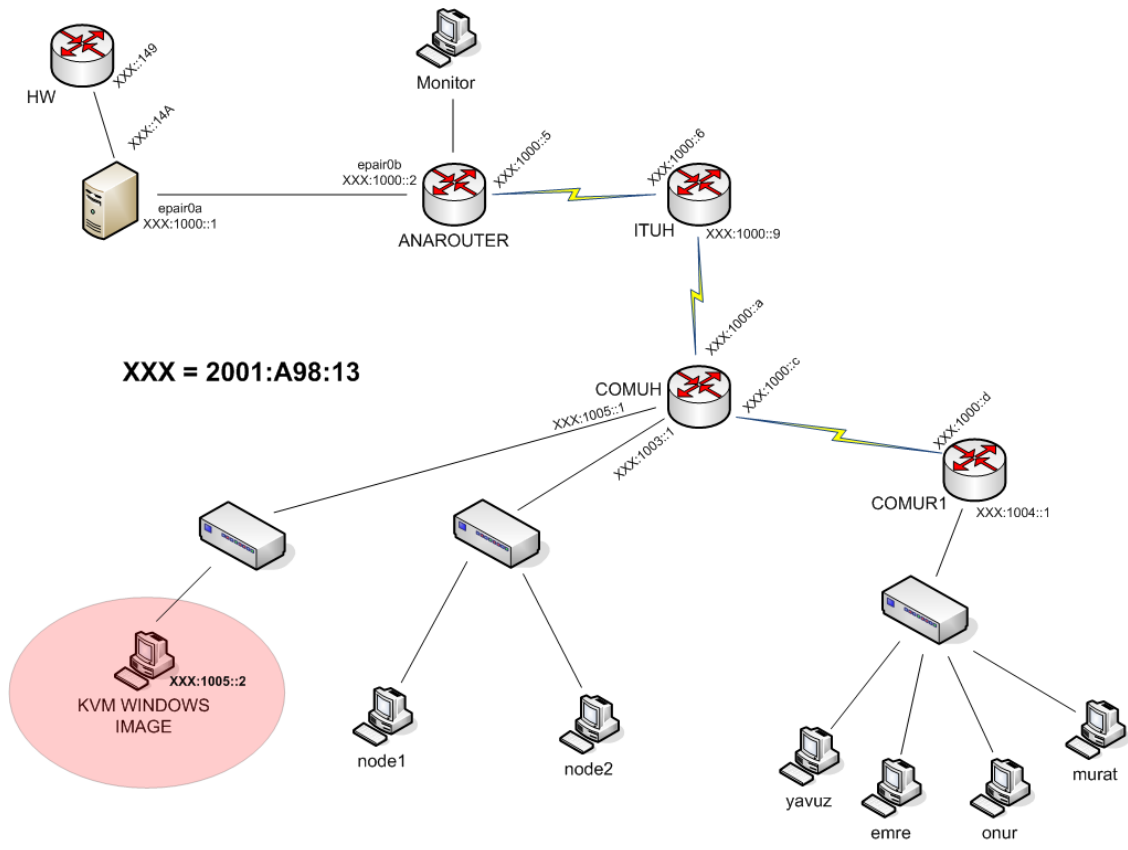 HW
XXX::149
XXX::14A
Monitor
epair0b
XXX:1000::2
XXX:1000::5
XXX:1000::6
epair0a
XXX:1000::1
ANAROUTER
ITUH
XXX:1000::9
XXX:1000::a
XXX = 2001:A98:13
COMUH
XXX:1000::c
XXX:1005::1
XXX:1003::1
XXX:1000::d
COMUR1
XXX:1004::1
XXX:1005::2
KVM WINDOWS
IMAGE
node1
node2
yavuz
emre
onur
murat